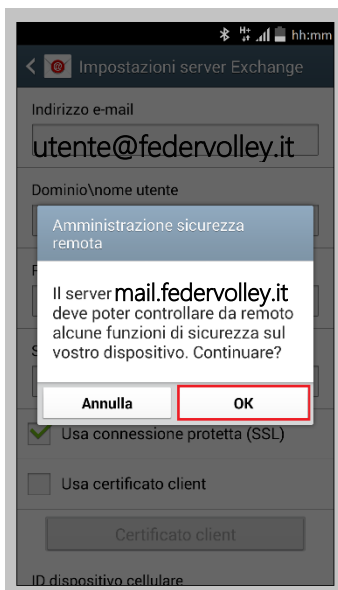 hh:mm
Impostazioni server Exchange
Indirizzo e-mail
utente@federvolley.it
Dominio\nome utente
Amministrazione sicurezza
remota
Il server mail.federvolley.it
deve poter controllare da remoto
alcune funzioni di sicurezza sul
vostro dispositivo. Continuare?
Annulla OK
Usa connessione protetta (SSL)
Usa certificato client
Certificato client
ID dispositivo cellulare